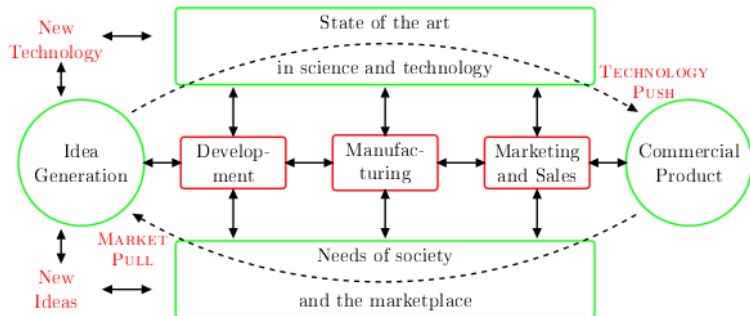 New
Technology
State of the art
in science and technology
TECHNOLOGY
PUSH
Idea
Generation
Develop-
ment
Manufac-
turing
Marketing
and Sales
Commercial
Product
MARKET
PULL
New
Ideas
Needs of society
and the marketplace